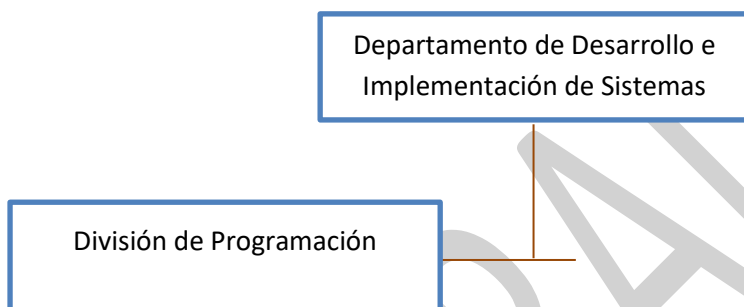 Departamento de Desarrollo e
Implementación de Sistemas
División de Programación